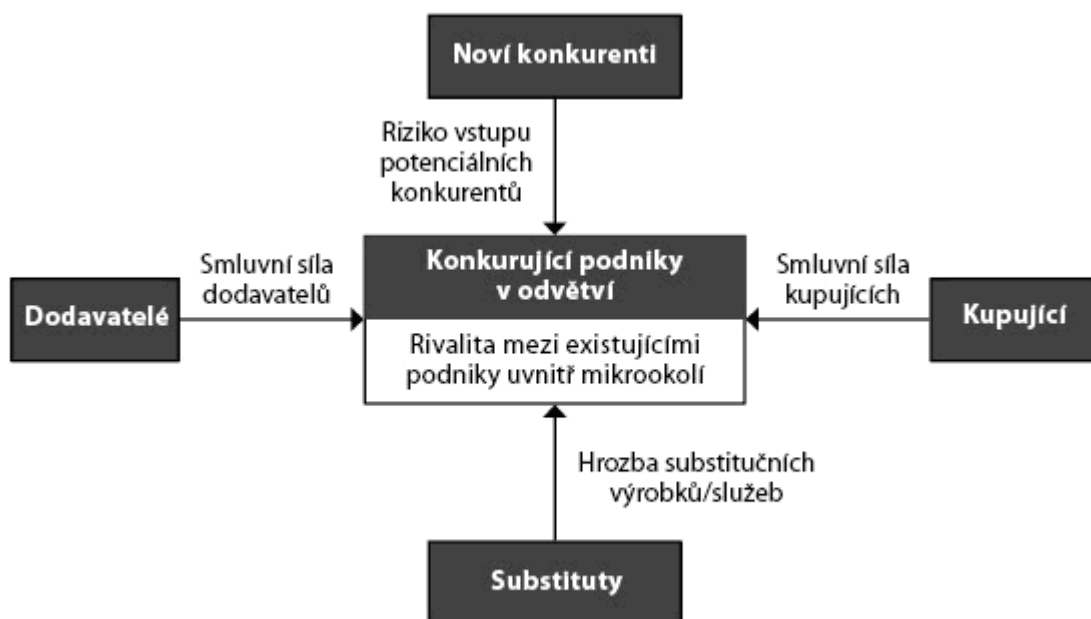 Noví konkurenti
Riziko vstupu
potenciálních
konkurentů
Smluvní síla
dodavatelů
Dodavatelé
Konkurující podniky
v odvětví
Rivalita mezi existujícími
podniky uvnitř mikrookolí
Smluvní síla
kupujících
Kupující
Hrozba substitučních
výrobků/služeb
Substituty